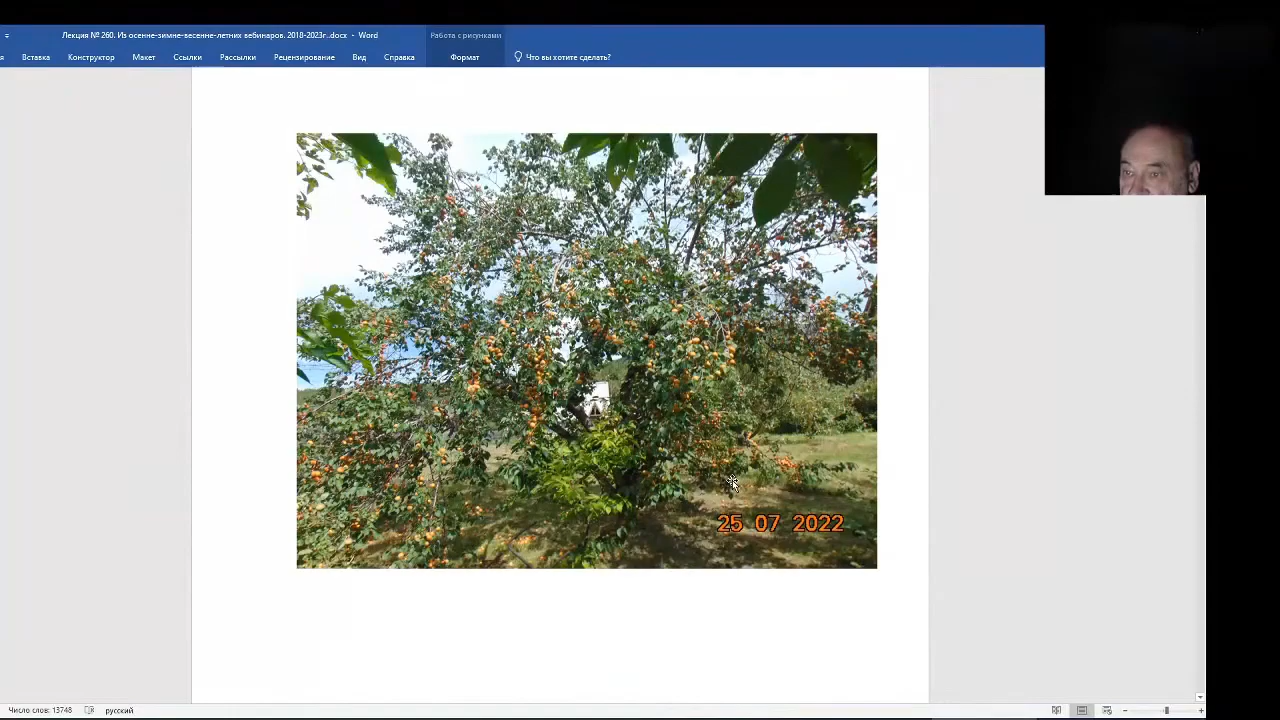 Лекция № 260. Из осенне-зимне-весенне-летних вебинаров. 2018-2023г..docx - Word
Работа с рисунками
я Вставка Конструктор Макет Ссылки Рассылки Рецензирование Вид Справка Формат Что вы хотите сделать?
25 07 2022
Число слов: 13748 русский